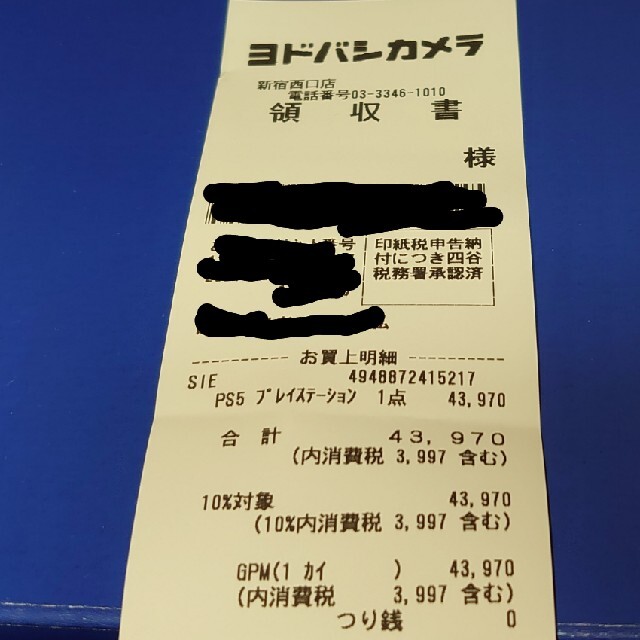 ヨドバシカメラ
新宿西口店
電話番号03-3346-1010
領 収 書
様
番号
印紙税申告納
付につき四谷
税務署承認済
お買上明細
SIE 4948872415217
PS5 プレイステーション 1点 43,970
合 計 43,970
(内消費税 3,997 含む)
10%対象 43,970
(10%内消費税 3,997 含む)
GPM(1 カイ ) 43,970
(内消費税 3,997 含む)
つり銭 0